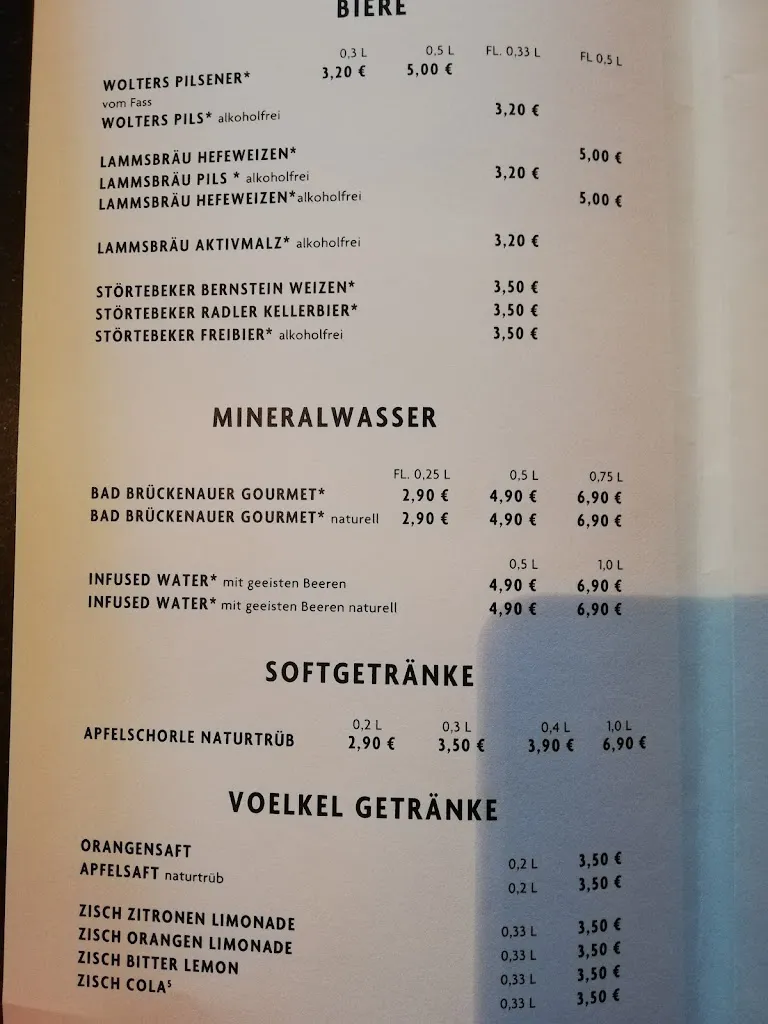 BIERE
0,3 L 0,5 L FL. 0,33 L FL 0,5 L
WOLTERS PILSENER* 3,20 € 5,00 €
vom Fass
WOLTERS PILS* alkoholfrei 3,20 €
LAMMSBRÄU HEFEWEIZEN* 5,00 €
LAMMSBRÄU PILS * alkoholfrei 3,20 €
LAMMSBRÄU HEFEWEIZEN*alkoholfrei 5,00 €
LAMMSBRÄU AKTIVMALZ* alkoholfrei 3,20 €
STÖRTEBEKER BERNSTEIN WEIZEN* 3,50 €
STÖRTEBEKER RADLER KELLERBIER* 3,50 €
STÖRTEBEKER FREIBIER* alkoholfrei 3,50 €
MINERALWASSER
FL. 0,25 L 0,5 L 0,75 L
BAD BRÜCKENAUER GOURMET* 2,90 € 4,90 € 6,90 €
BAD BRÜCKENAUER GOURMET* naturell 2,90 € 4,90 € 6,90 €
0,5 L 1,0 L
INFUSED WATER* mit geeisten Beeren 4,90 € 6,90 €
INFUSED WATER* mit geeisten Beeren naturell 4,90 € 6,90 €
SOFTGETRÄNKE
0,2 L 0,3 L 0,4 L 1,0 L
APFELSCHORLE NATURTRÜB 2,90 € 3,50 € 3,90 € 6,90 €
VOELKEL GETRÄNKE
ORANGENSAFT 0,2 L 3,50 €
APFELSAFT naturtrüb 0,2 L 3,50 €
ZISCH ZITRONEN LIMONADE 0,33 L 3,50 €
ZISCH ORANGEN LIMONADE 0,33 L 3,50 €
ZISCH BITTER LEMON 0,33 L 3,50 €
ZISCH COLA⁵ 0,33 L 3,50 €